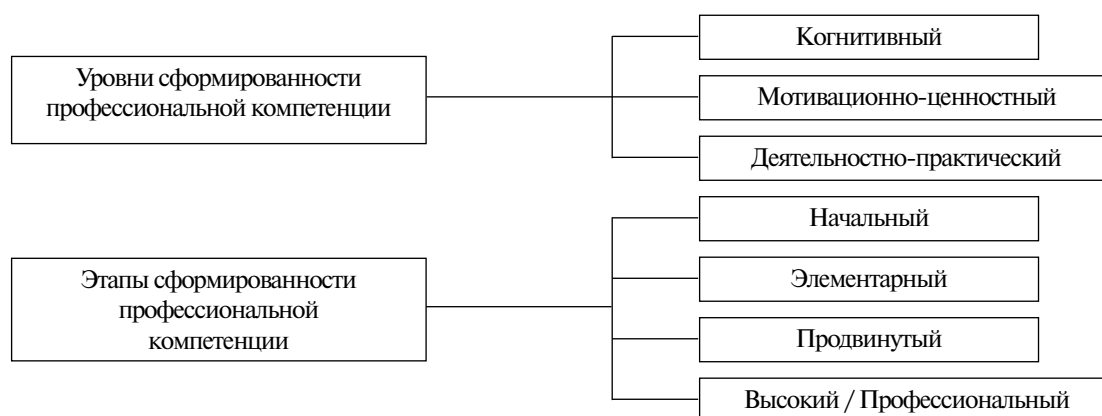 Уровни сформированности
профессиональной компетенции
Когнитивный
Мотивационно-ценностный
Деятельностно-практический
Этапы сформированности
профессиональной
компетенции
Начальный
Элементарный
Продвинутый
Высокий / Профессиональный